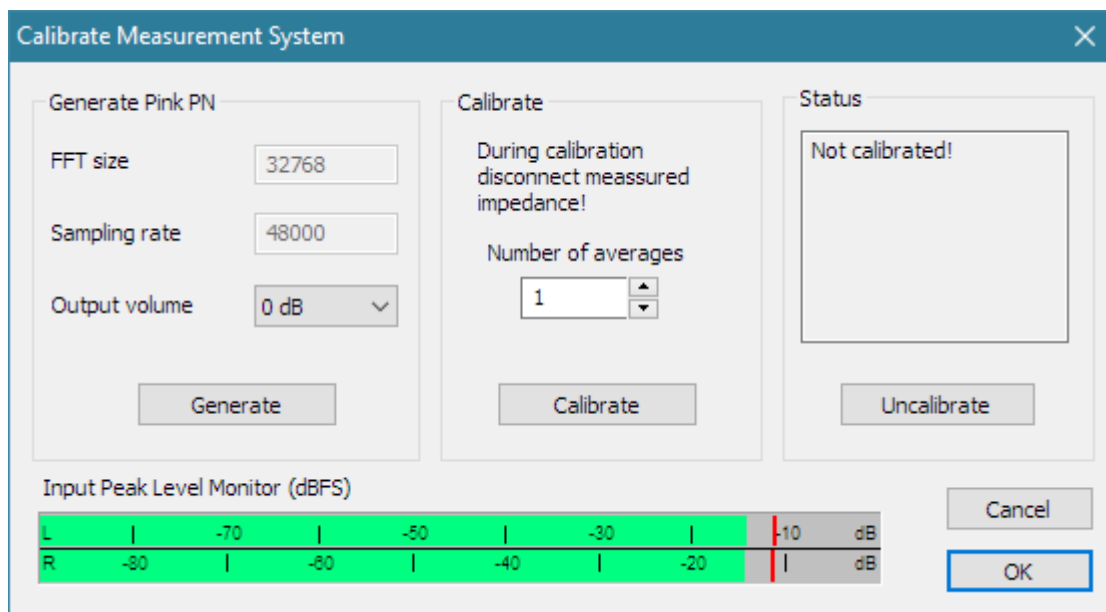 Calibrate Measurement System
Generate Pink PN
FFT size
32768
Sampling rate
48000
Output volume
0 dB
Generate
Calibrate
During calibration
disconnect meassured
impedance!
Number of averages
1
Calibrate
Status
Not calibrated!
Uncalibrate
Input Peak Level Monitor (dBFS)
L -70 -50 -30 -10 dB
R -80 -60 -40 -20 dB
Cancel
OK